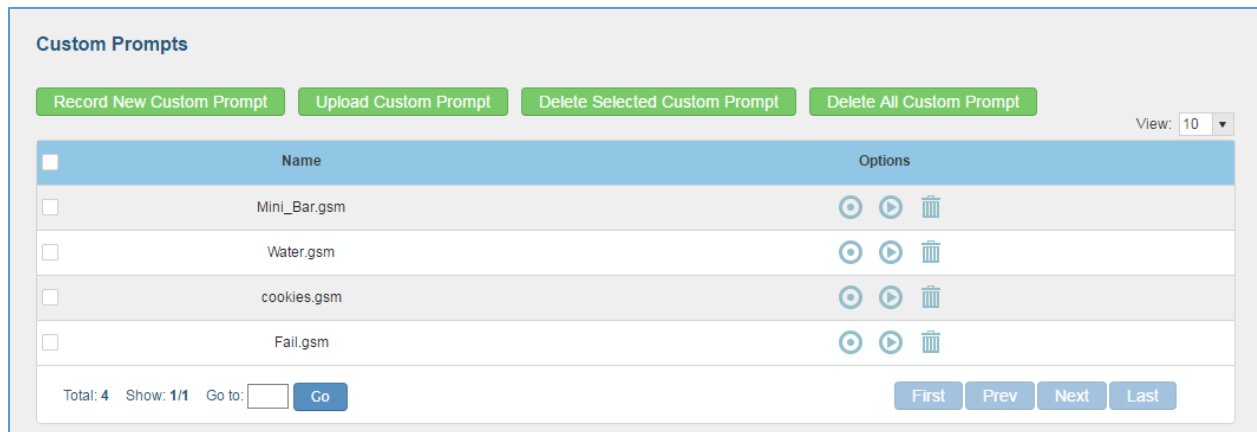 Custom Prompts
Record New Custom Prompt Upload Custom Prompt Delete Selected Custom Prompt Delete All Custom Prompt
View: 10
Name Options
Mini_Bar.gsm
Water.gsm
cookies.gsm
Fail.gsm
Total: 4 Show: 1/1 Go to: Go First Prev Next Last